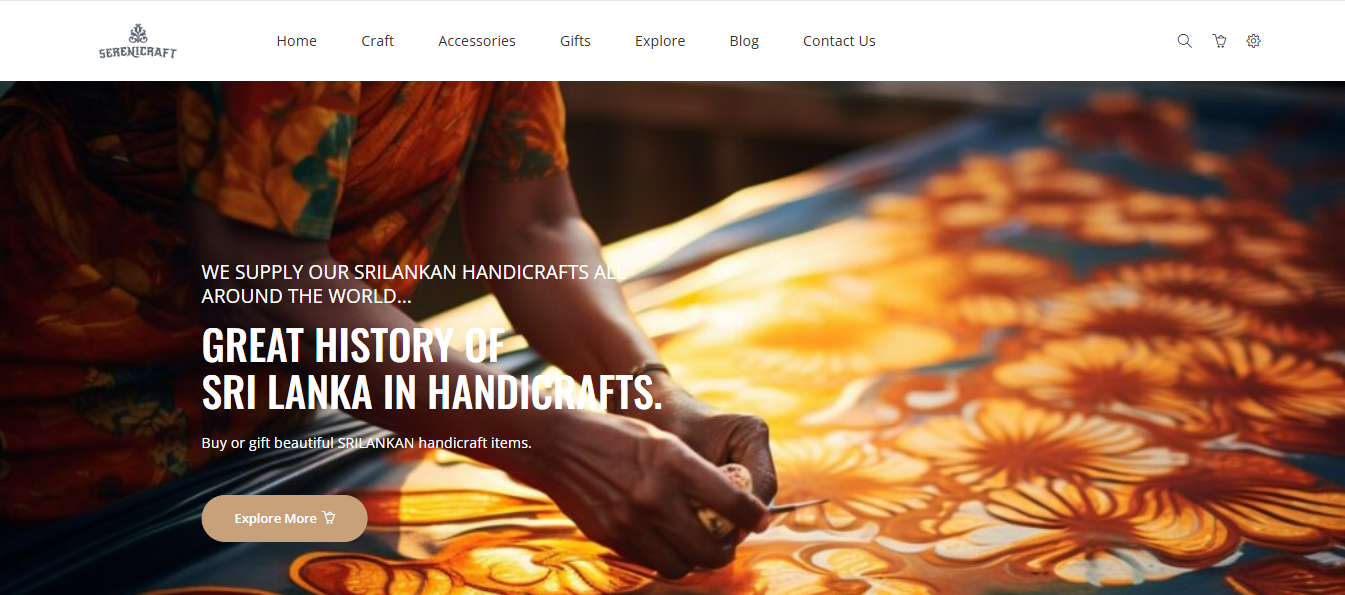 SERENICRAFT
Home Craft Accessories Gifts Explore Blog Contact Us
WE SUPPLY OUR SRILANKAN HANDICRAFTS ALL
AROUND THE WORLD...
GREAT HISTORY OF
SRI LANKA IN HANDICRAFTS.
Buy or gift beautiful SRILANKAN handicraft items.
Explore More